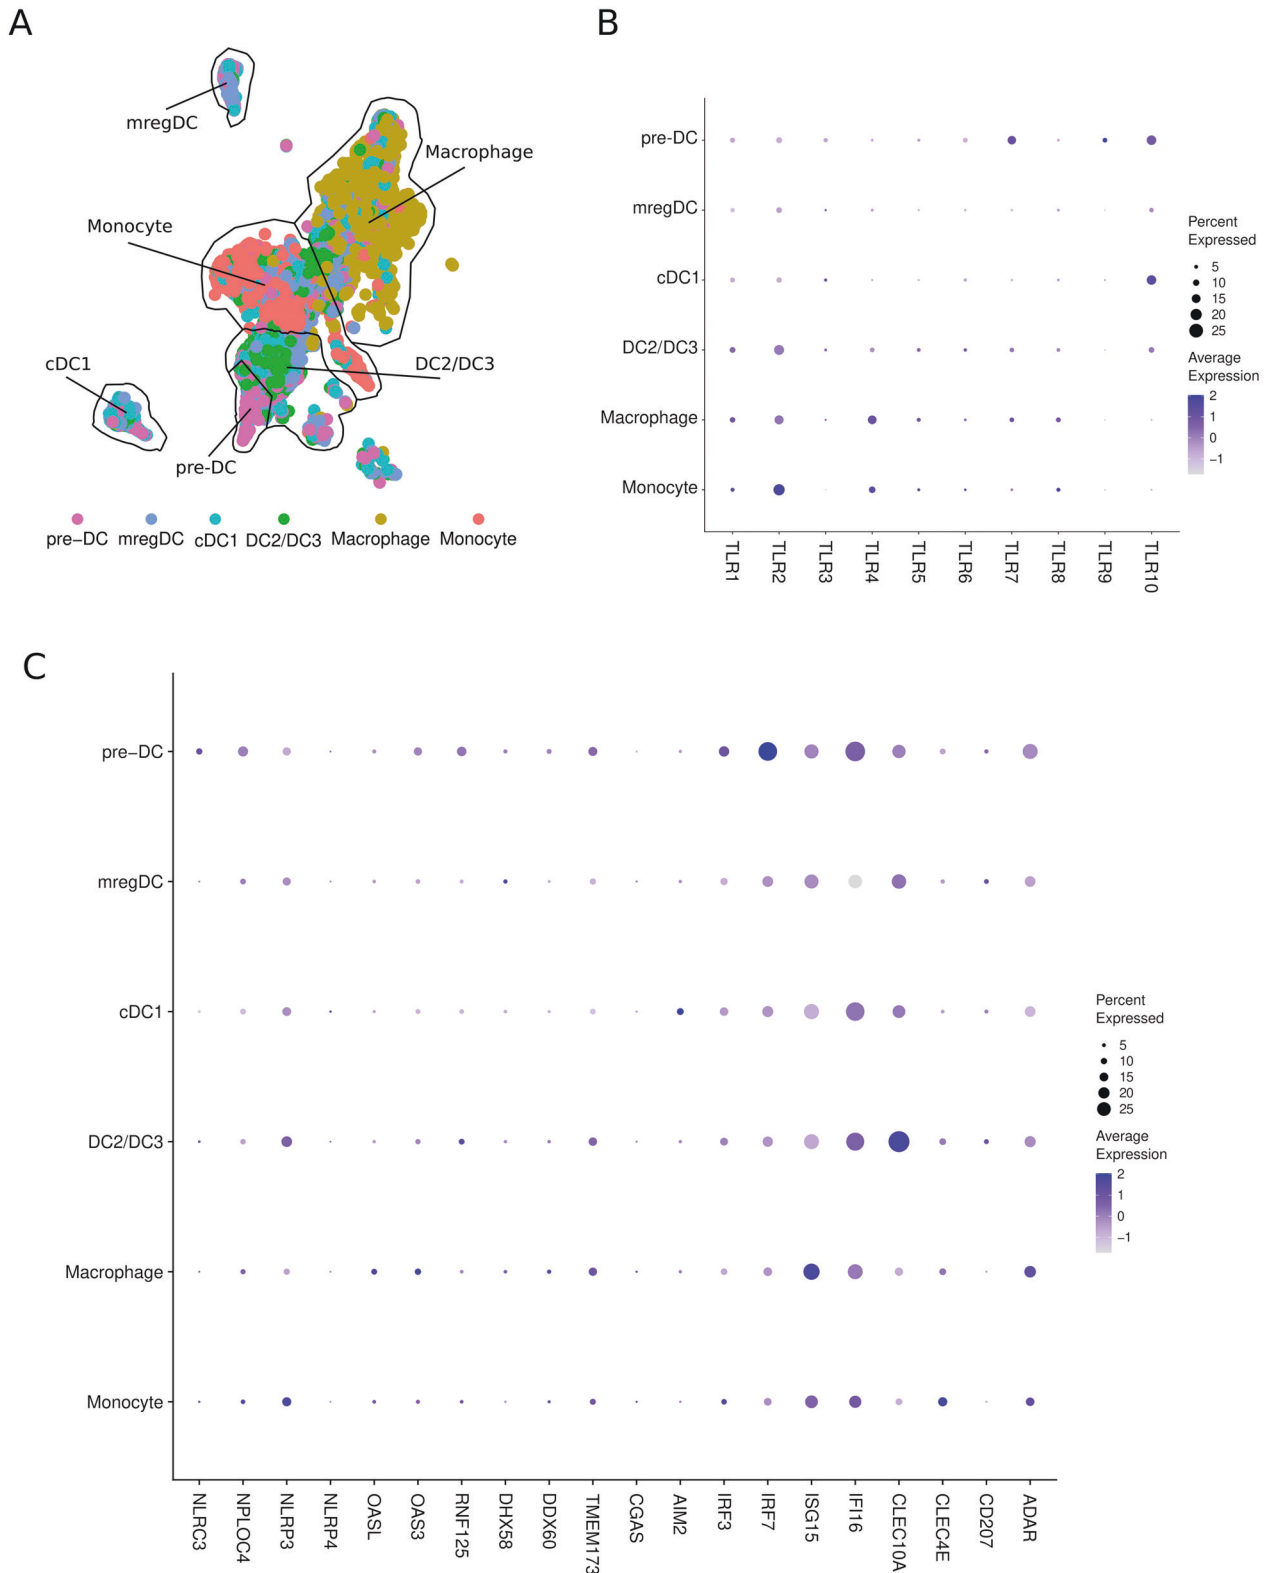 A
mregDC
Macrophage
Monocyte
cDC1
DC2/DC3
pre-DC
pre–DC mregDC cDC1 DC2/DC3 Macrophage Monocyte
B
pre-DC
mregDC
cDC1
DC2/DC3
Macrophage
Monocyte
TLR1 TLR2 TLR3 TLR4 TLR5 TLR6 TLR7 TLR8 TLR9 TLR10
Percent
Expressed
5
10
15
20
25
Average
Expression
2
1
0
−1
C
pre–DC
mregDC
cDC1
DC2/DC3
Macrophage
Monocyte
NLRC3 NPLOC4 NLRP3 NLRP4 OASL OAS3 RNF125 DHX58 DDX60 TMEM173 CGAS AIM2 IRF3 IRF7 ISG15 IFI16 CLEC10A CLEC4E CD207 ADAR
Percent
Expressed
5
10
15
20
25
Average
Expression
2
1
0
−1